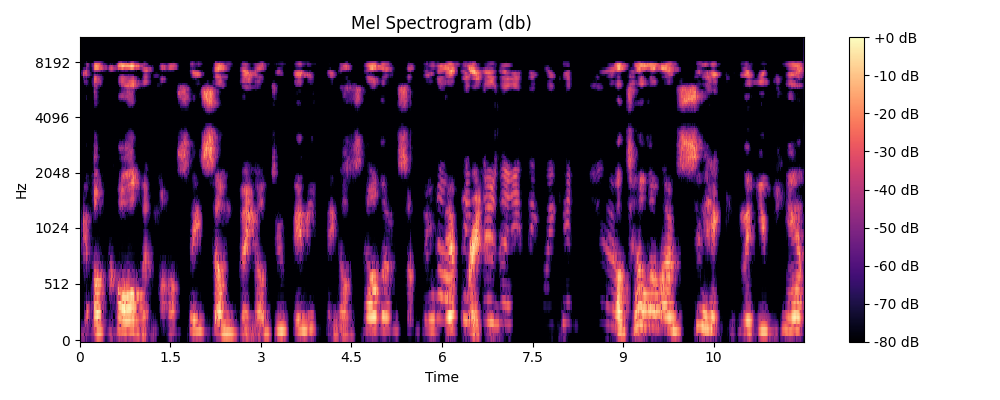 Mel Spectrogram (db)
8192
4096
2048
1024
512
0
Hz
0 1.5 3 4.5 6 7.5 9 10
Time
+0 dB
-10 dB
-20 dB
-30 dB
-40 dB
-50 dB
-60 dB
-70 dB
-80 dB